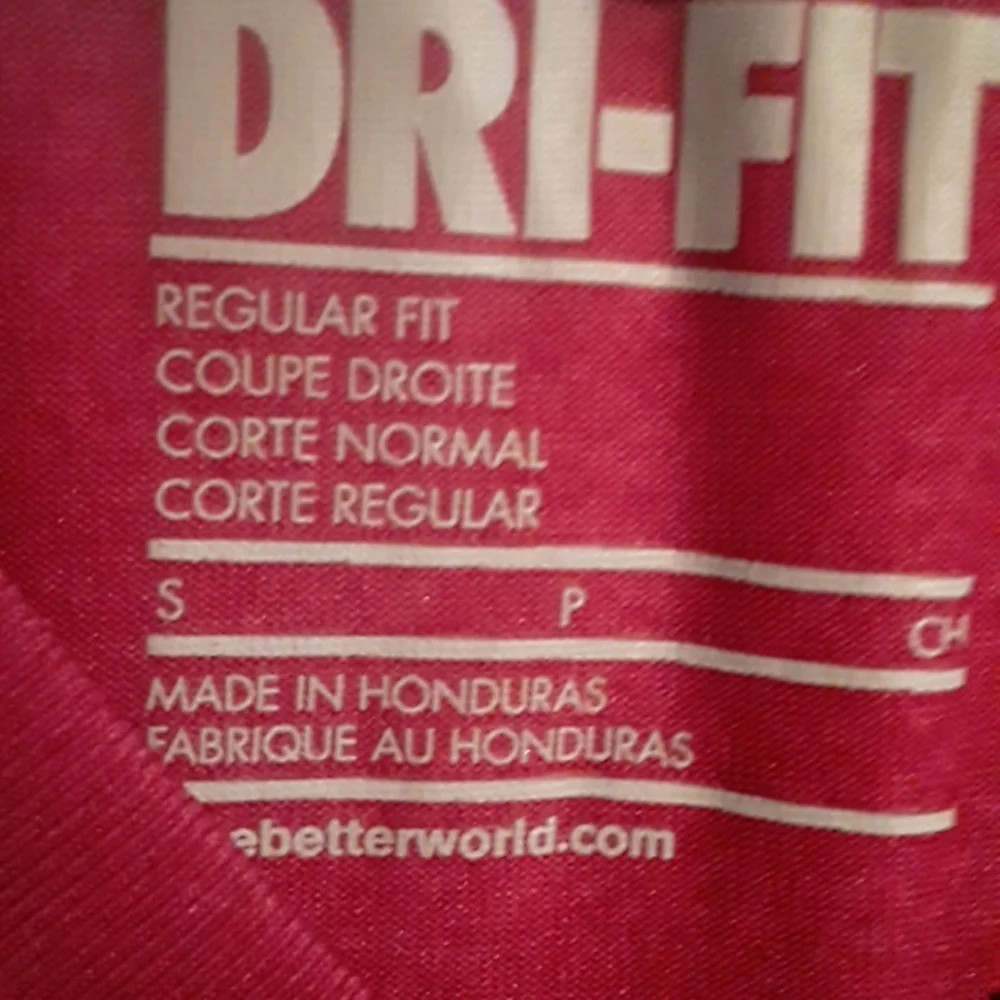 DRI-FIT
REGULAR FIT
COUPE DROITE
CORTE NORMAL
CORTE REGULAR
S P CH
MADE IN HONDURAS
FABRIQUE AU HONDURAS
ebetterworld.com